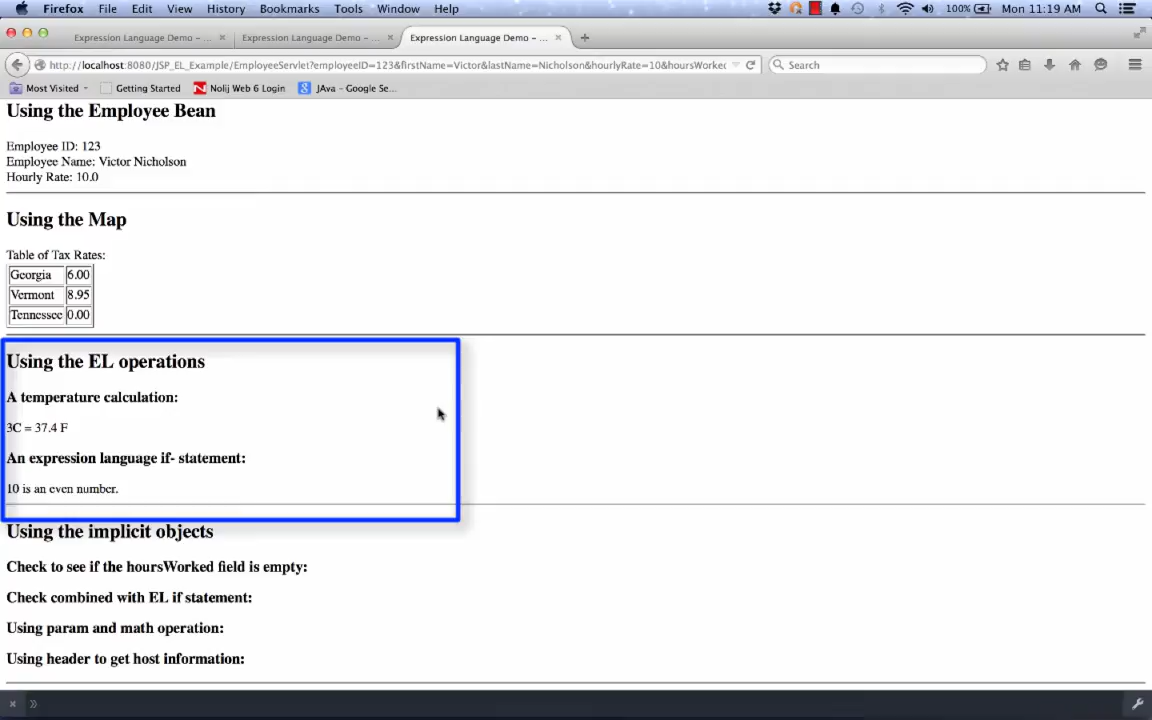 Firefox File Edit View History Bookmarks Tools Window Help 100% Mon 11:19 AM
Expression Language Demo - ... × Expression Language Demo - ... × Expression Language Demo - ... × +
http://localhost:8080/JSP_EL_Example/EmployeeServlet?employeeID=123&firstName=Victor&lastName=Nicholson&hourlyRate=10&hoursWorked Search
Most Visited Getting Started Nolij Web 6 Login JAva - Google Se...
Using the Employee Bean
Employee ID: 123
Employee Name: Victor Nicholson
Hourly Rate: 10.0
Using the Map
Table of Tax Rates:
Georgia 6.00
Vermont 8.95
Tennessee 0.00
Using the EL operations
A temperature calculation:
3C = 37.4 F
An expression language if- statement:
10 is an even number.
Using the implicit objects
Check to see if the hoursWorked field is empty:
Check combined with EL if statement:
Using param and math operation:
Using header to get host information: